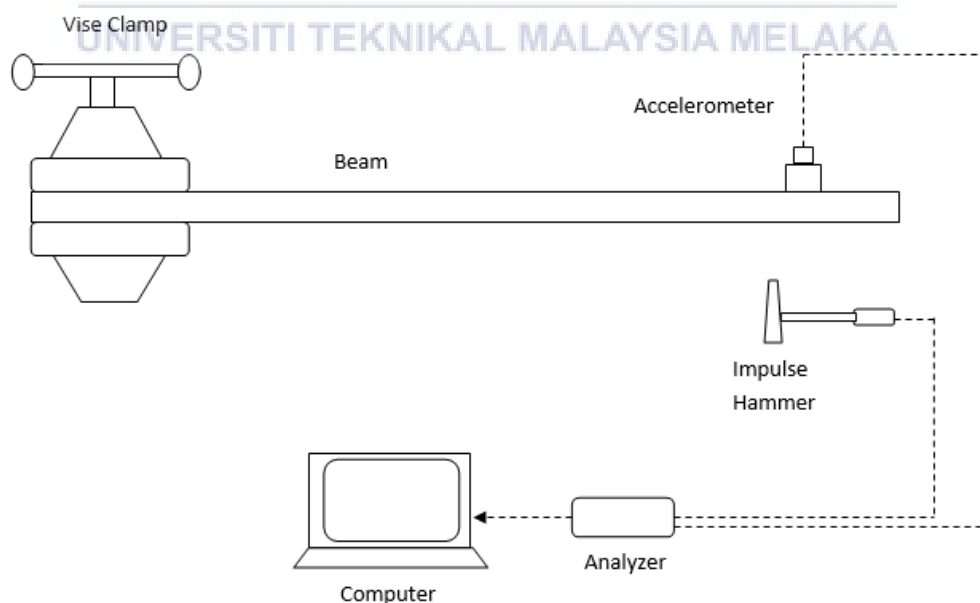 Vise Clamp
UNIVERSITI TEKNIKAL MALAYSIA MELAKA
Accelerometer
Beam
Impulse
Hammer
Analyzer
Computer